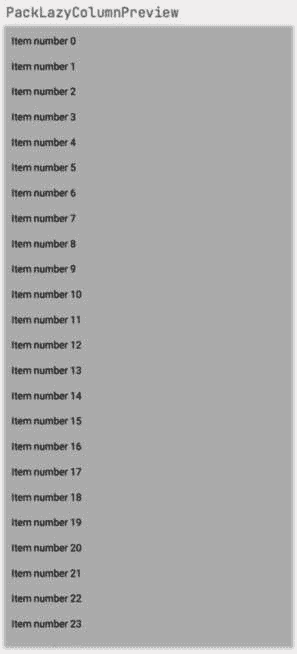 PackLazyColumnPreview
Item number 0
Item number 1
Item number 2
Item number 3
Item number 4
Item number 5
Item number 6
Item number 7
Item number 8
Item number 9
Item number 10
Item number 11
Item number 12
Item number 13
Item number 14
Item number 15
Item number 16
Item number 17
Item number 18
Item number 19
Item number 20
Item number 21
Item number 22
Item number 23